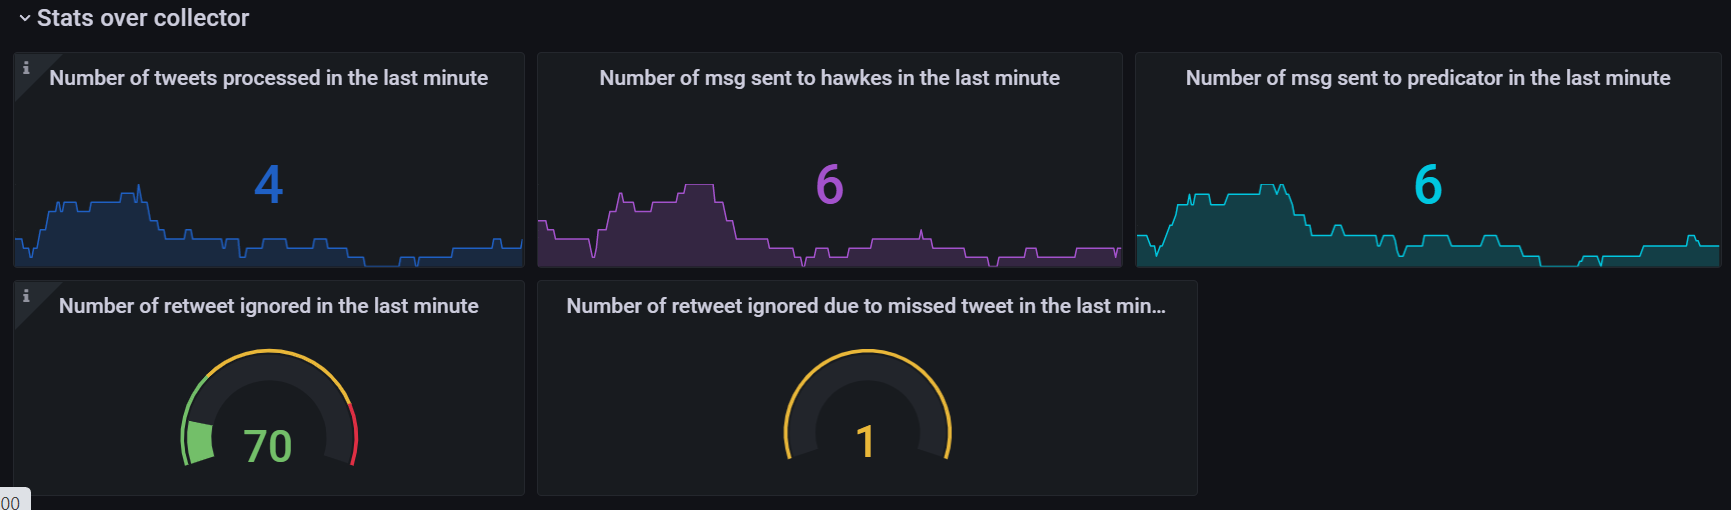 Stats over collector
Number of tweets processed in the last minute
Number of msg sent to hawkes in the last minute
Number of msg sent to predicator in the last minute
4
6
6
Number of retweet ignored in the last minute
Number of retweet ignored due to missed tweet in the last min...
70
1
00